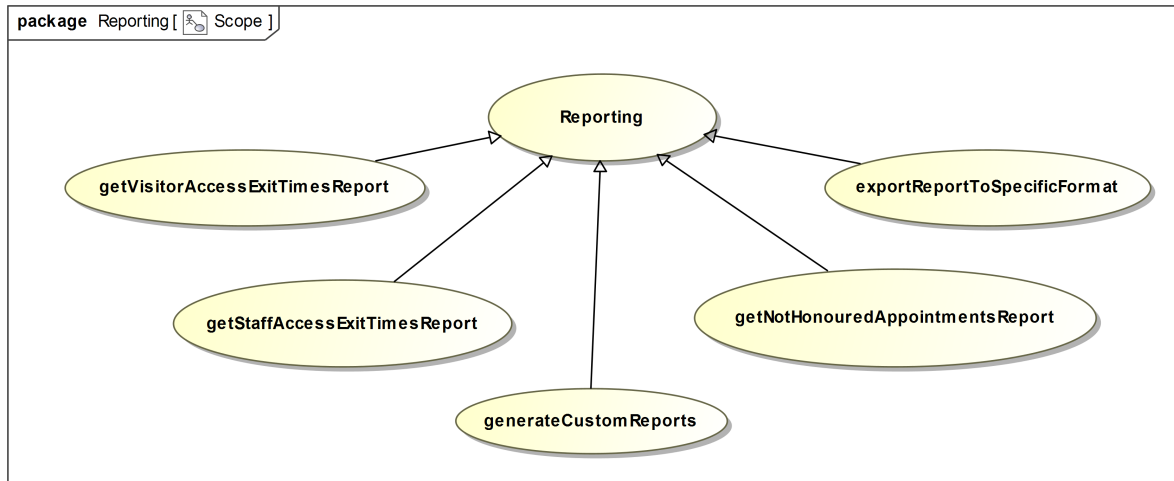 package Reporting [ Scope ]
Reporting
getVisitorAccessExitTimesReport
exportReportToSpecificFormat
getStaffAccessExitTimesReport
getNotHonouredAppointmentsReport
generateCustomReports